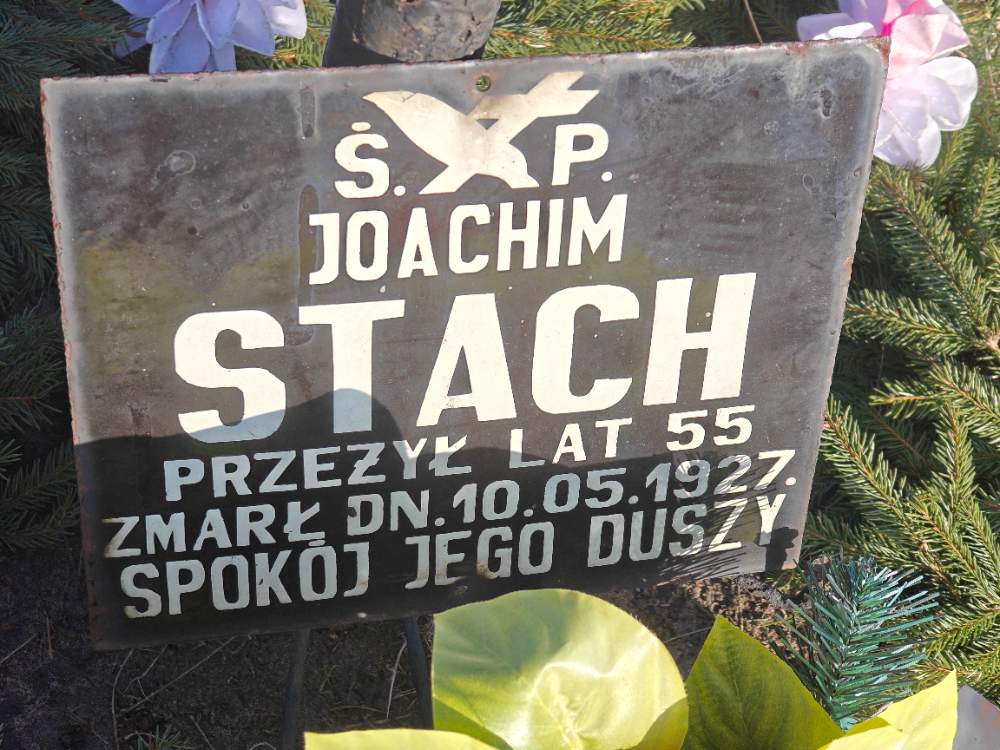 Ś. P.
JOACHIM
STACH
PRZEŻYŁ LAT 55
ZMARŁ DN. 10.05.1927.
SPOKÓJ JEGO DUSZY